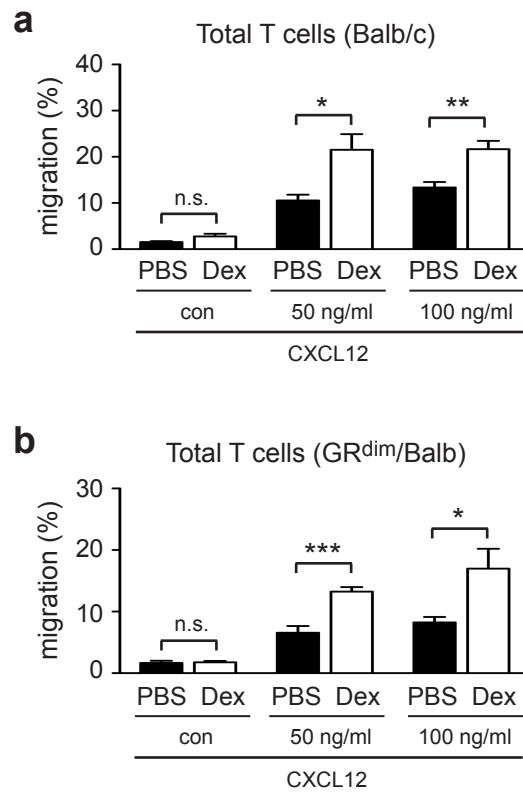 a
Total T cells (Balb/c)
migration (%)
40
30
20
10
0
n.s.
*
**
PBS Dex PBS Dex PBS Dex
con 50 ng/ml 100 ng/ml
CXCL12
b
Total T cells (GRdim/Balb)
migration (%)
30
20
10
0
n.s.
***
*
PBS Dex PBS Dex PBS Dex
con 50 ng/ml 100 ng/ml
CXCL12